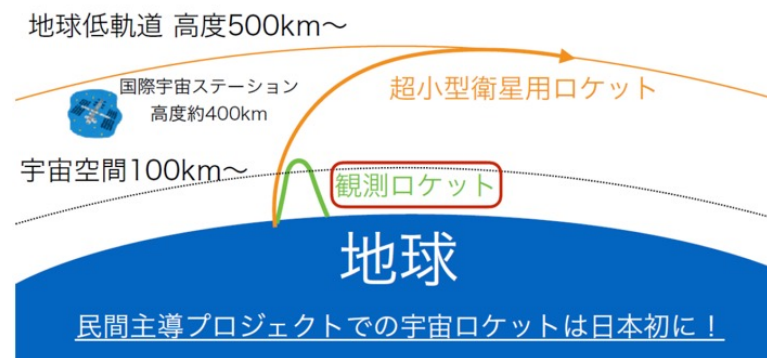 地球低軌道 高度500km〜
国際宇宙ステーション
高度約400km
超小型衛星用ロケット
宇宙空間100km〜
観測ロケット
地球
民間主導プロジェクトでの宇宙ロケットは日本初に！